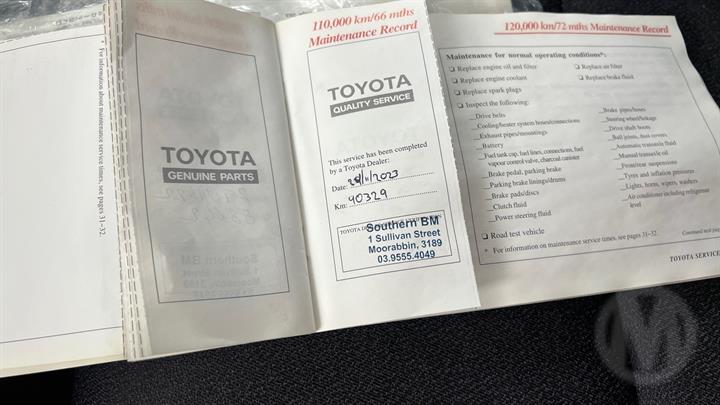 * For information about maintenance service times, see pages 31–32.
TOYOTA
GENUINE PARTS
110,000 km/66 mths
Maintenance Record
TOYOTA
QUALITY SERVICE
This service has been completed
by a Toyota Dealer:
Date:
Km: 90329
Southern BM
1 Sullivan Street
Moorabbin, 3189
03.9555.4049
120,000 km/72 mths Maintenance Record
Maintenance for normal operating conditions*:
Replace engine oil and filter
Replace engine coolant
Replace spark plugs
Inspect the following:
Drive belts
Cooling/heater system hoses/connections
Exhaust pipes/mountings
Battery
Fuel tank cap, fuel lines, connections, fuel
vapour control valve, charcoal canister
Brake pedal, parking brake
Parking brake linings/drums
Brake pads/discs
Clutch fluid
Power steering fluid
Road test vehicle
Replace air filter
Replace brake fluid
Brake pipes/hoses
Steering wheel/linkages
Drive shaft boots
Ball joints, dust covers
Automatic transaxle fluid
Manual transaxle oil
Front/rear suspensions
Tyres and inflation pressures
Lights, horns, wipers, washers
Air conditioner including refrigerant
level
* For information on maintenance service times, see pages 31–32.
Continued next page
TOYOTA SERVICE
M